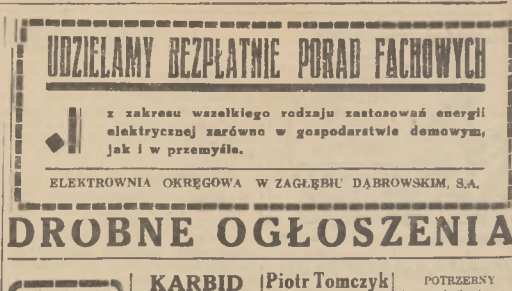 UDZIELAMY BEZPŁATNIE PORAD FACHOWYCH
z zakresu wszelkiego rodzaju zastosowań energii
elektrycznej zarówno w gospodarstwie domowym,
jak i w przemyśle.
ELEKTROWNIA OKRĘGOWA W ZAGŁĘBIU DĄBROWSKIM, S.A.
DROBNE OGŁOSZENIA
KARBID
Piotr Tomczyk
POTRZEBNY